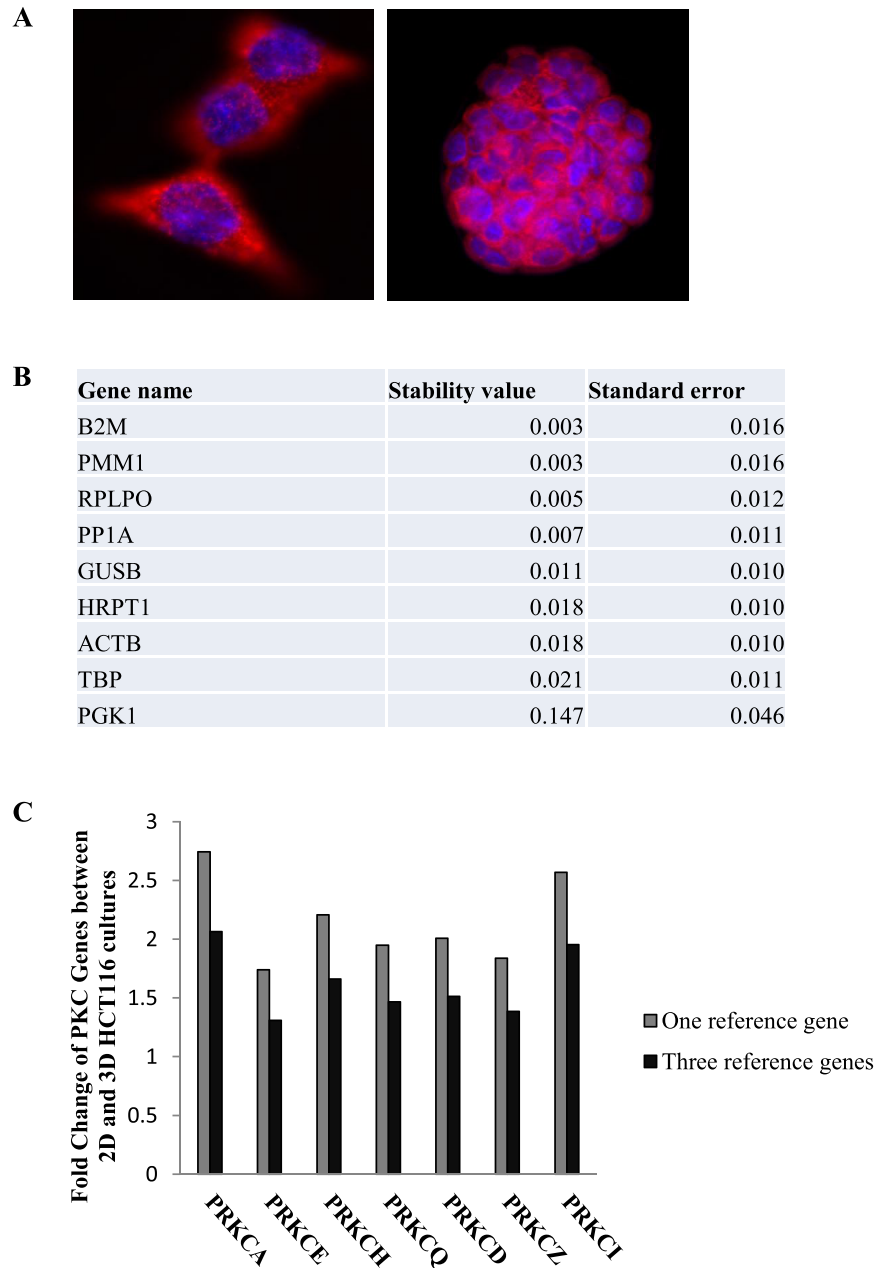 A
B
Gene name Stability value Standard error
B2M 0.003 0.016
PMM1 0.003 0.016
RPLPO 0.005 0.012
PP1A 0.007 0.011
GUSB 0.011 0.010
HRPT1 0.018 0.010
ACTB 0.018 0.010
TBP 0.021 0.011
PGK1 0.147 0.046
C
Fold Change of PKC Genes between
2D and 3D HCT116 cultures
3
2.5
2
1.5
1
0.5
0
PRKCA
PRKCE
PRKCH
PRKCQ
PRKCD
PRKCZ
PRKCI
One reference gene
Three reference genes